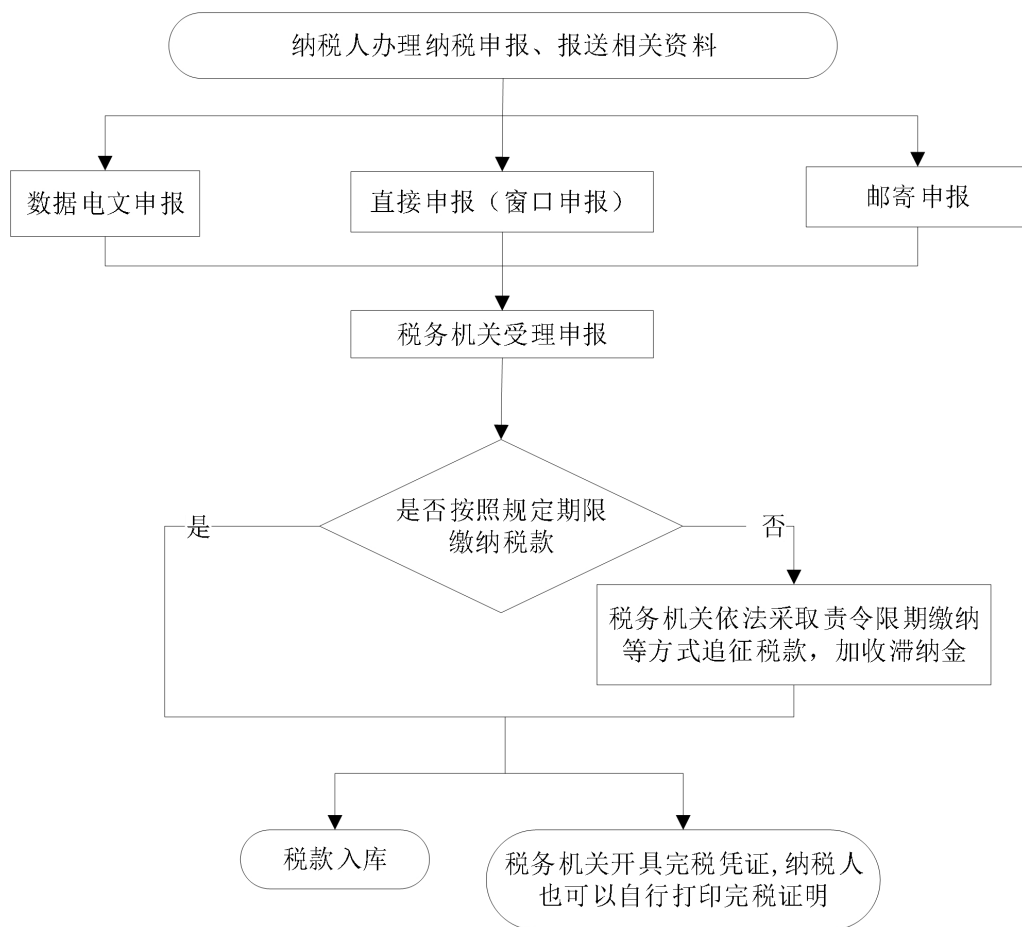 纳税人办理纳税申报、报送相关资料
数据电文申报
直接申报（窗口申报）
邮寄申报
税务机关受理申报
是否按照规定期限
缴纳税款
是
否
税务机关依法采取责令限期缴纳
等方式追征税款，加收滞纳金
税款入库
税务机关开具完税凭证,纳税人
也可以自行打印完税证明